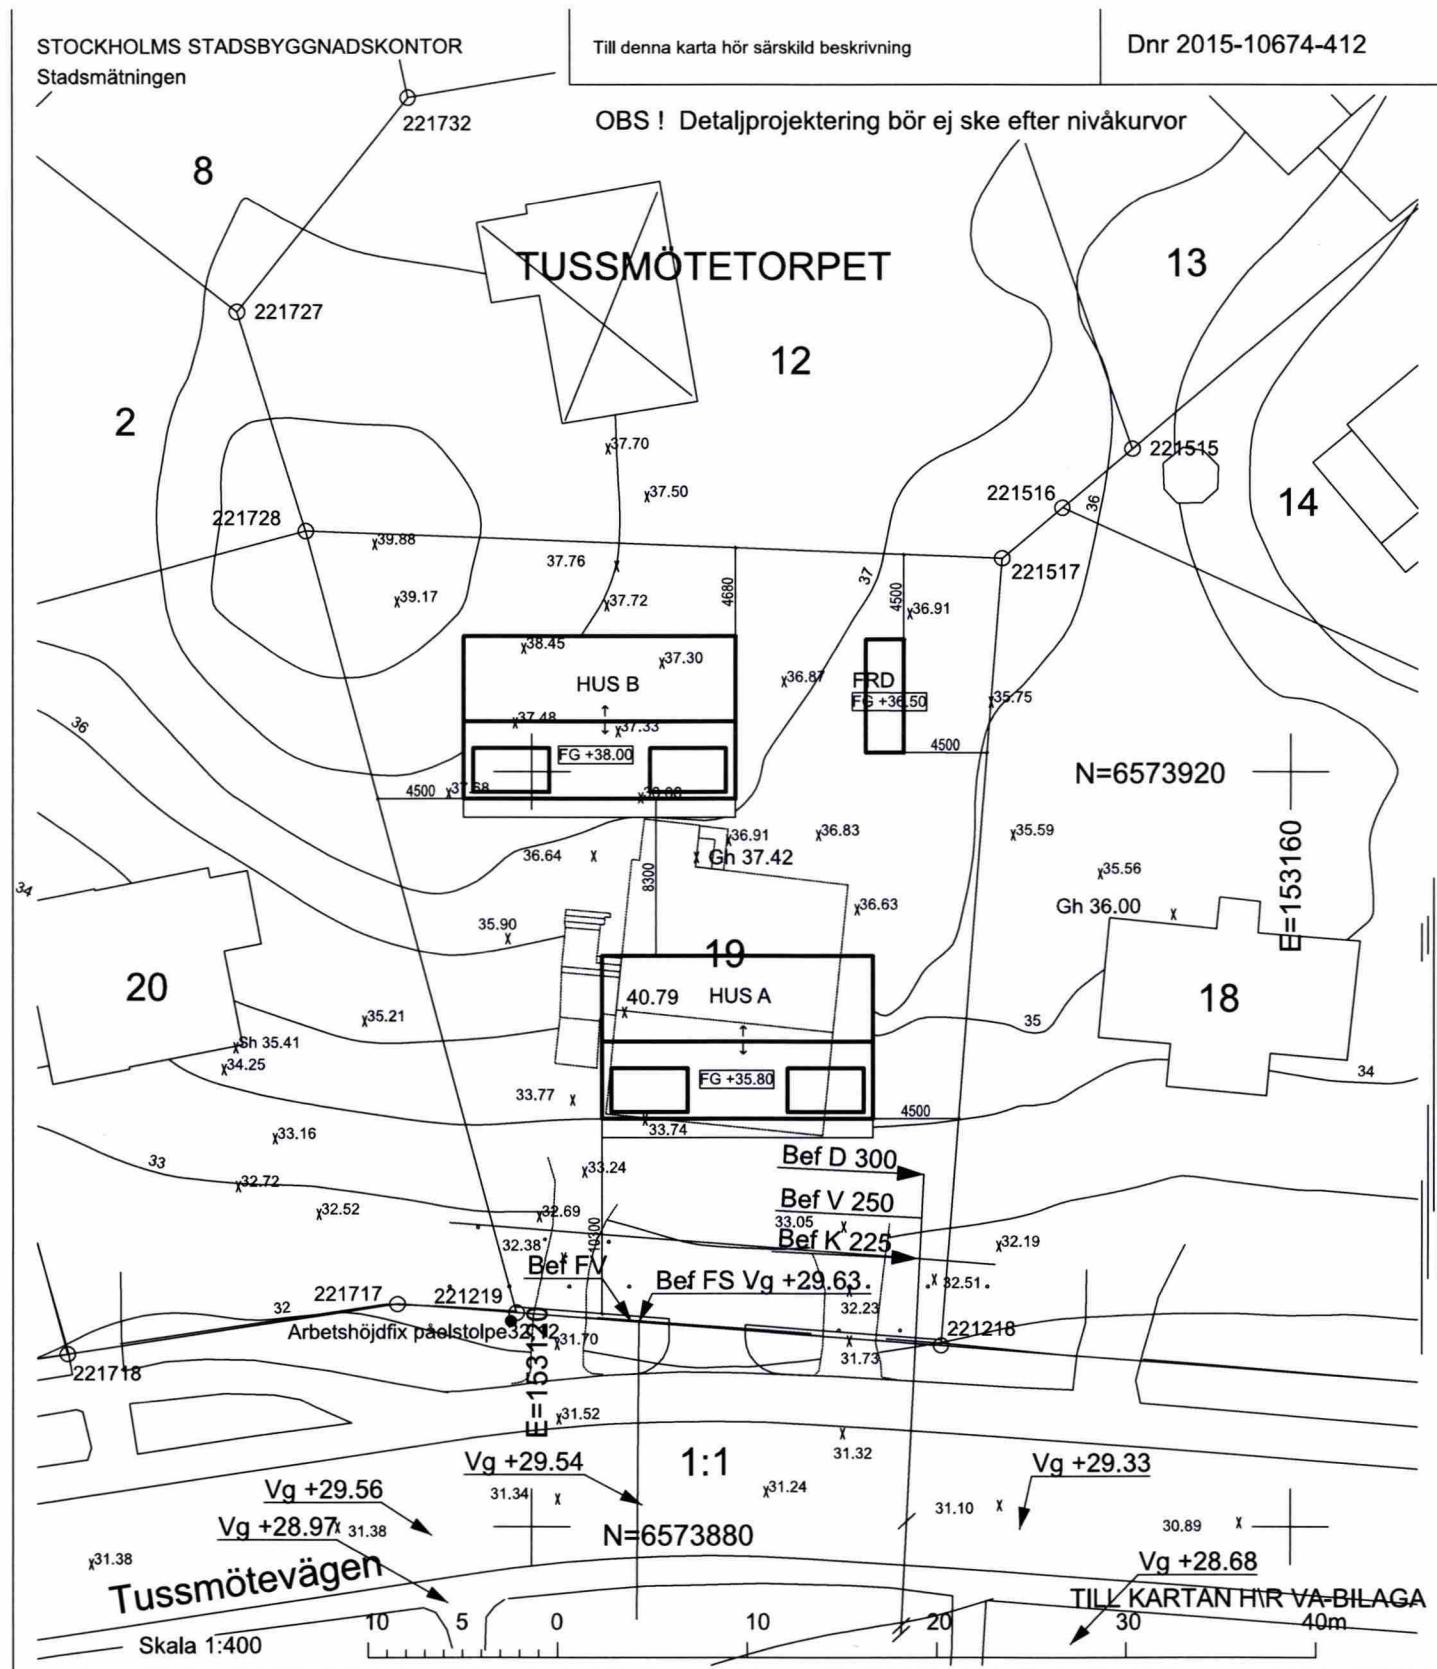 STOCKHOLMS STADSBYGGNADSKONTOR
Stadsmätningen
Till denna karta hör särskild beskrivning
Dnr 2015-10674-412
OBS ! Detaljprojektering bör ej ske efter nivåkurvor
221732
8
TUSSMÖTETORPET
13
221727
12
2
37.70
221515
37.50
221516
36
14
221728
39.88
37.76
221517
37
4680
4500
39.17
37.72
36.91
38.45
37.30
HUS B
36.87
FRD
FG +36.50
35.75
36
37.48
37.33
FG +38.00
4500
N=6573920
4500
37.68
36.91
36.83
35.59
E=153160
36.64
Gh 37.42
8300
35.56
34
36.63
Gh 36.00
35.90
19
20
40.79
HUS A
18
35.21
35
Sh 35.41
34.25
FG +35.80
34
33.77
4500
33.74
33.16
Bef D 300
33
33.24
32.72
Bef V 250
32.52
32.69
33.05
10300
32.38
Bef K 225
32.19
Bef FV
Bef FS Vg +29.63
32.51
221717
221219
32
32.23
Arbetshöjdfix påelstolpe
31.70
221218
31.73
221718
E=153120
31.52
31.32
1:1
Vg +29.54
Vg +29.33
Vg +29.56
31.34
31.24
31.10
Vg +28.97
31.38
N=6573880
30.89
31.38
Vg +28.68
Tussmötevägen
TILL KARTAN H\R VA-BILAGA
10 5 0 10 20 30 40m
Skala 1:400